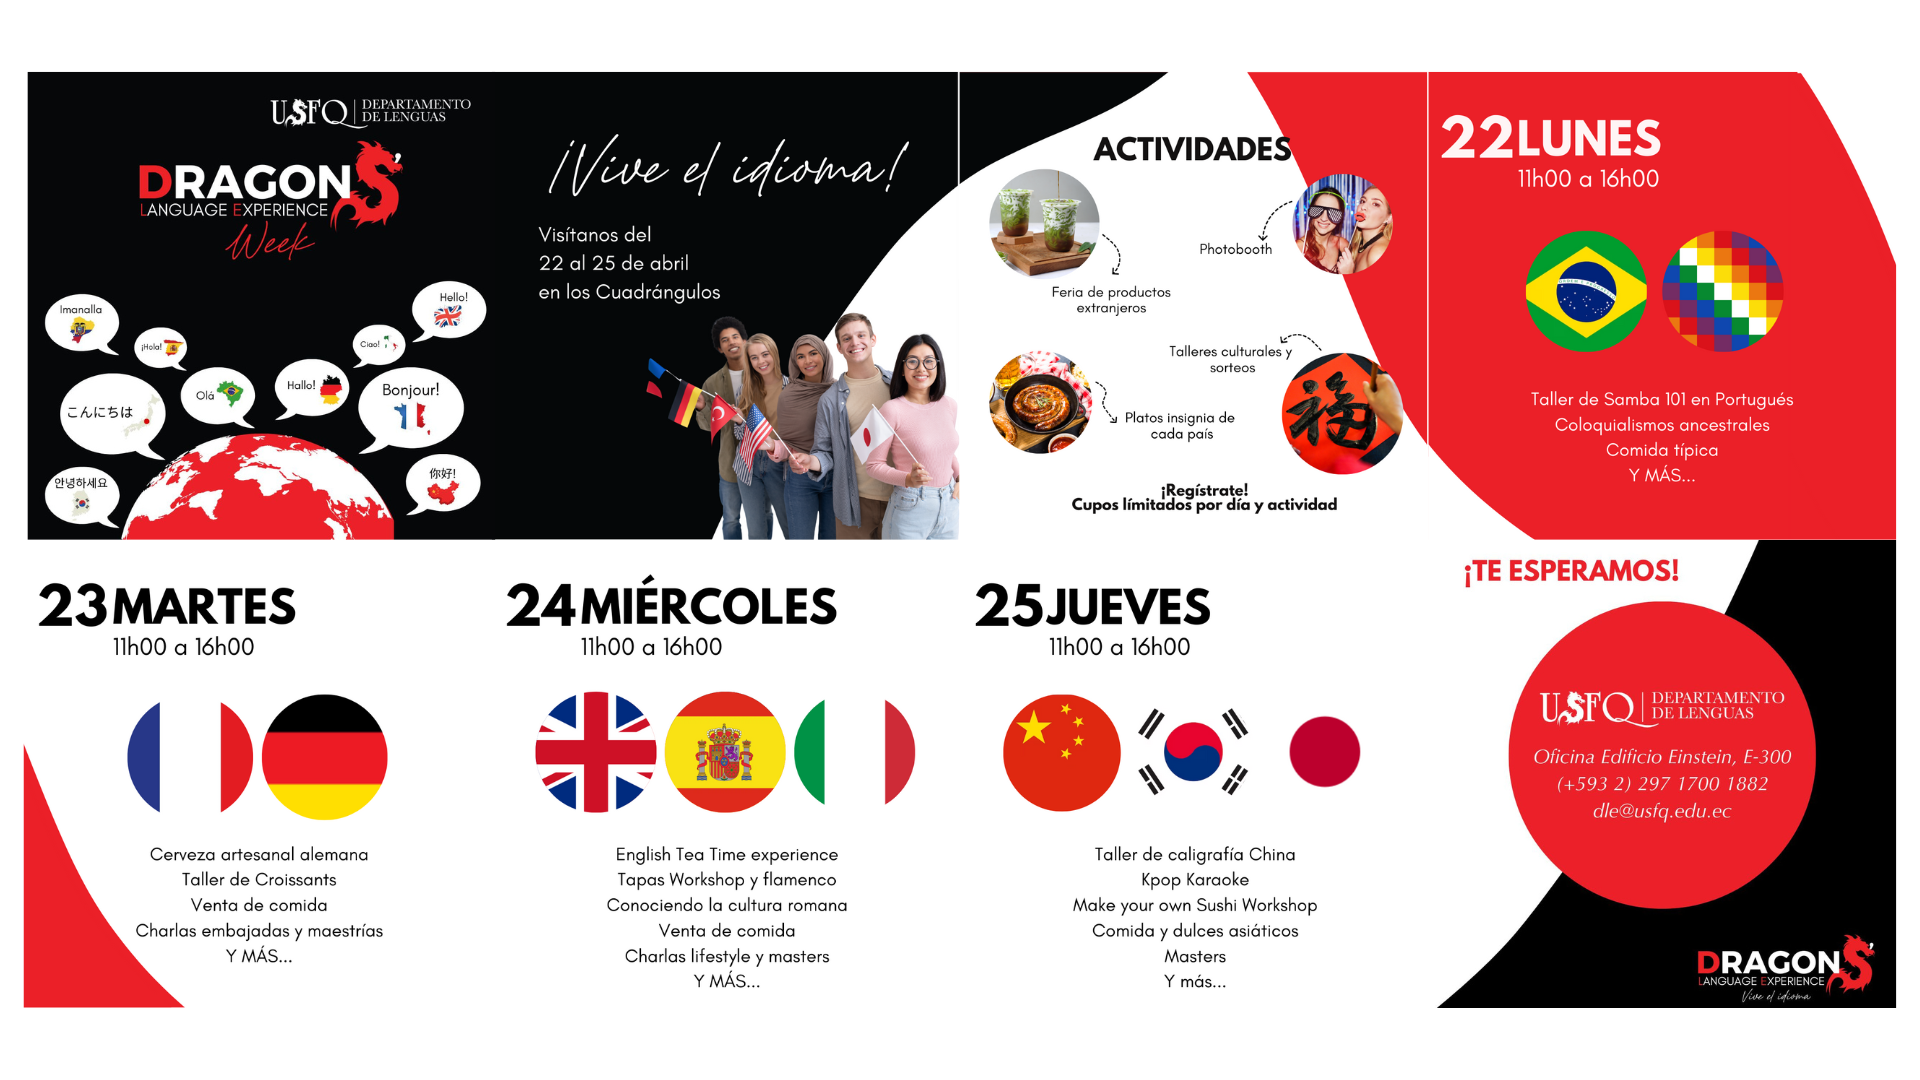 USFQ DEPARTAMENTO
DE LENGUAS
DRAGON
LANGUAGE EXPERIENCE
Week
Imanalla
¡Hola!
Ciao!
Hello!
Olá
Hallo!
Bonjour!
こんにちは
안녕하세요
你好!
¡Vive el idioma!
Visítanos del
22 al 25 de abril
en los Cuadrángulos
ACTIVIDADES
Photobooth
Feria de productos
extranjeros
Talleres culturales y
sorteos
Platos insignia de
cada país
福
¡Regístrate!
Cupos límitados por día y actividad
22 LUNES
11h00 a 16h00
Taller de Samba 101 en Portugués
Coloquialismos ancestrales
Comida típica
Y MÁS...
23 MARTES
11h00 a 16h00
Cerveza artesanal alemana
Taller de Croissants
Venta de comida
Charlas embajadas y maestrías
Y MÁS...
24 MIÉRCOLES
11h00 a 16h00
English Tea Time experience
Tapas Workshop y flamenco
Conociendo la cultura romana
Venta de comida
Charlas lifestyle y masters
Y MÁS...
25 JUEVES
11h00 a 16h00
Taller de caligrafía China
Kpop Karaoke
Make your own Sushi Workshop
Comida y dulces asiáticos
Masters
Y más...
¡TE ESPERAMOS!
USFQ DEPARTAMENTO
DE LENGUAS
Oficina Edificio Einstein, E-300
(+593 2) 297 1700 1882
dle@usfq.edu.ec
DRAGON
LANGUAGE EXPERIENCE
Vive el idioma